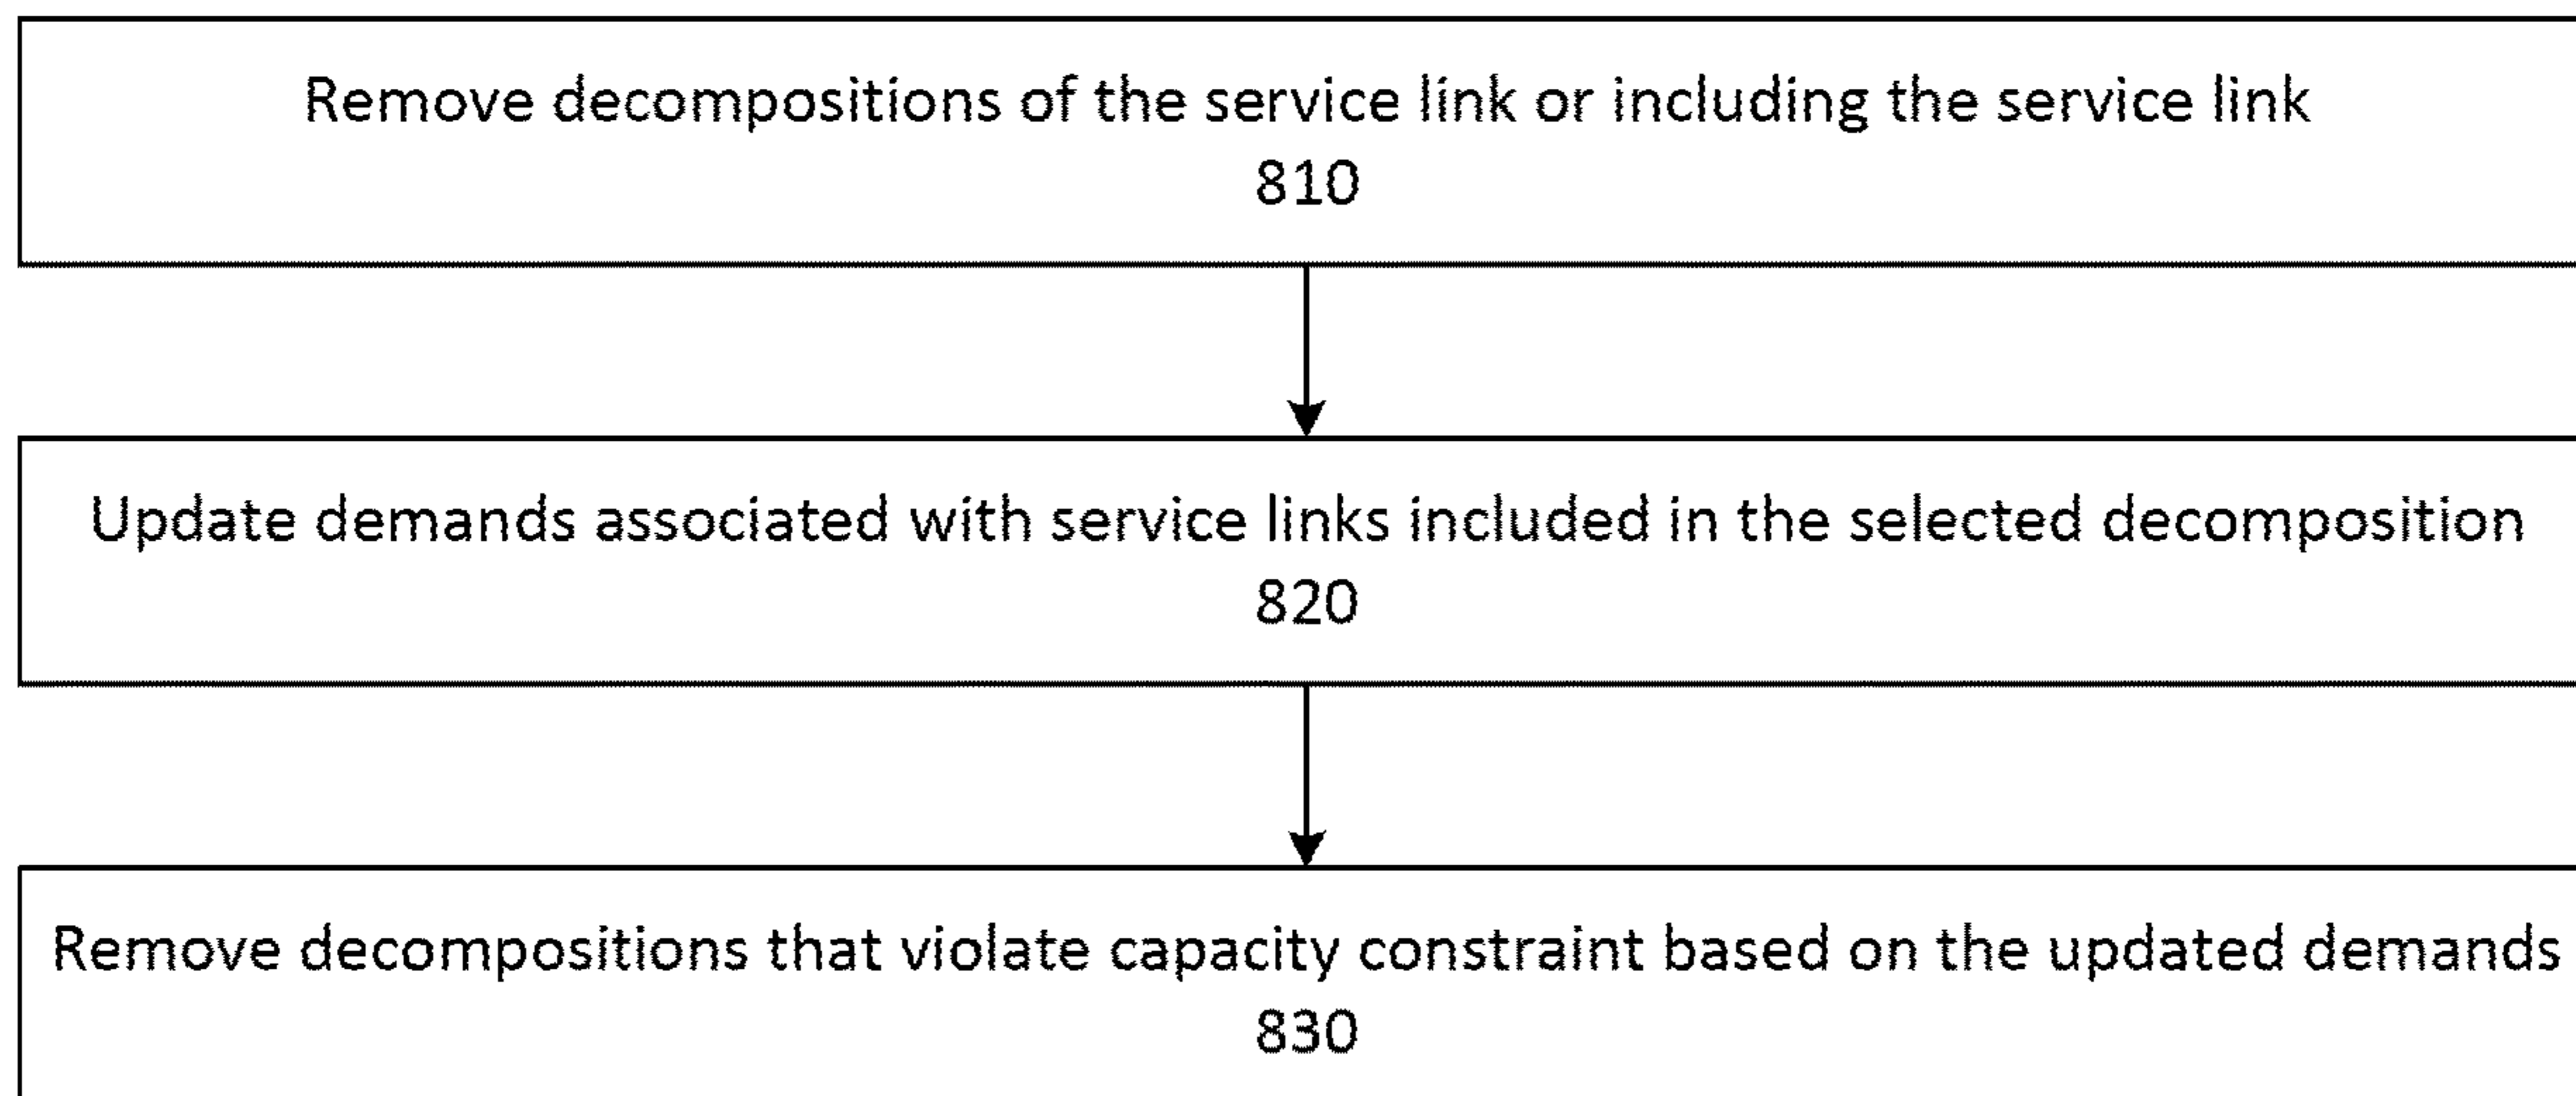 Remove decompositions of the service link or including the service link
810
Update demands associated with service links included in the selected decomposition
820
Remove decompositions that violate capacity constraint based on the updated demands
830